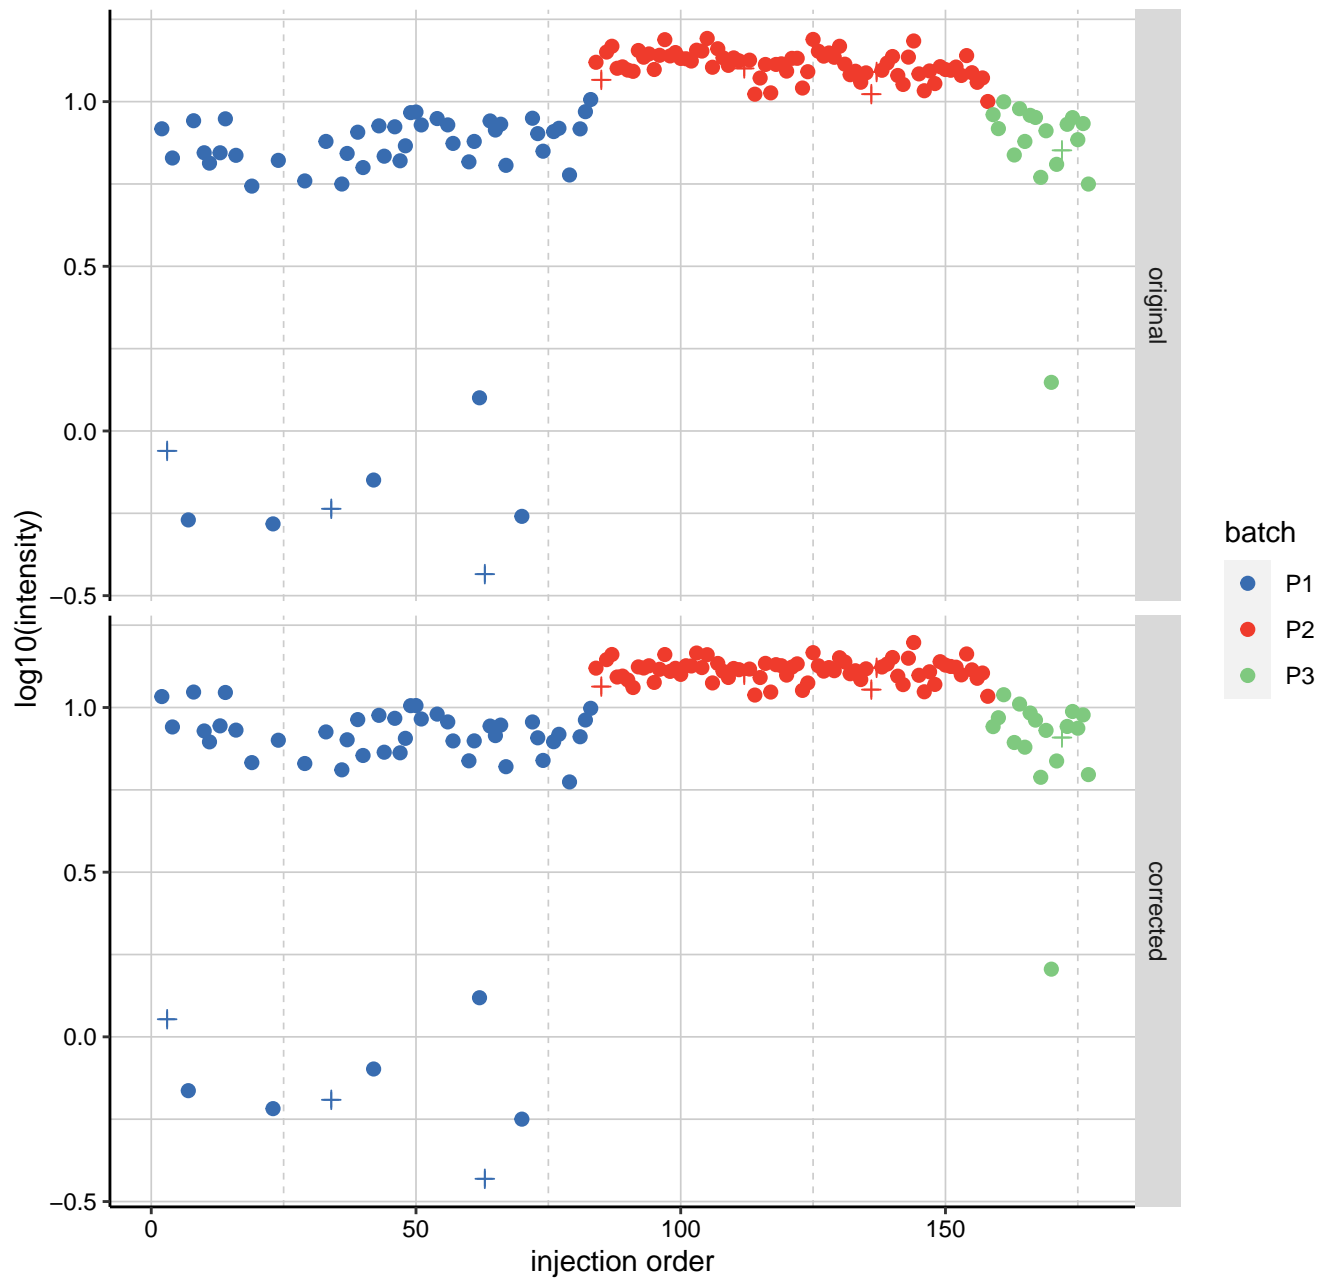 log10(intensity)
1.0
0.5
0.0
−0.5
original
1.0
0.5
0.0
−0.5
corrected
0 50 100 150
injection order
batch
P1
P2
P3